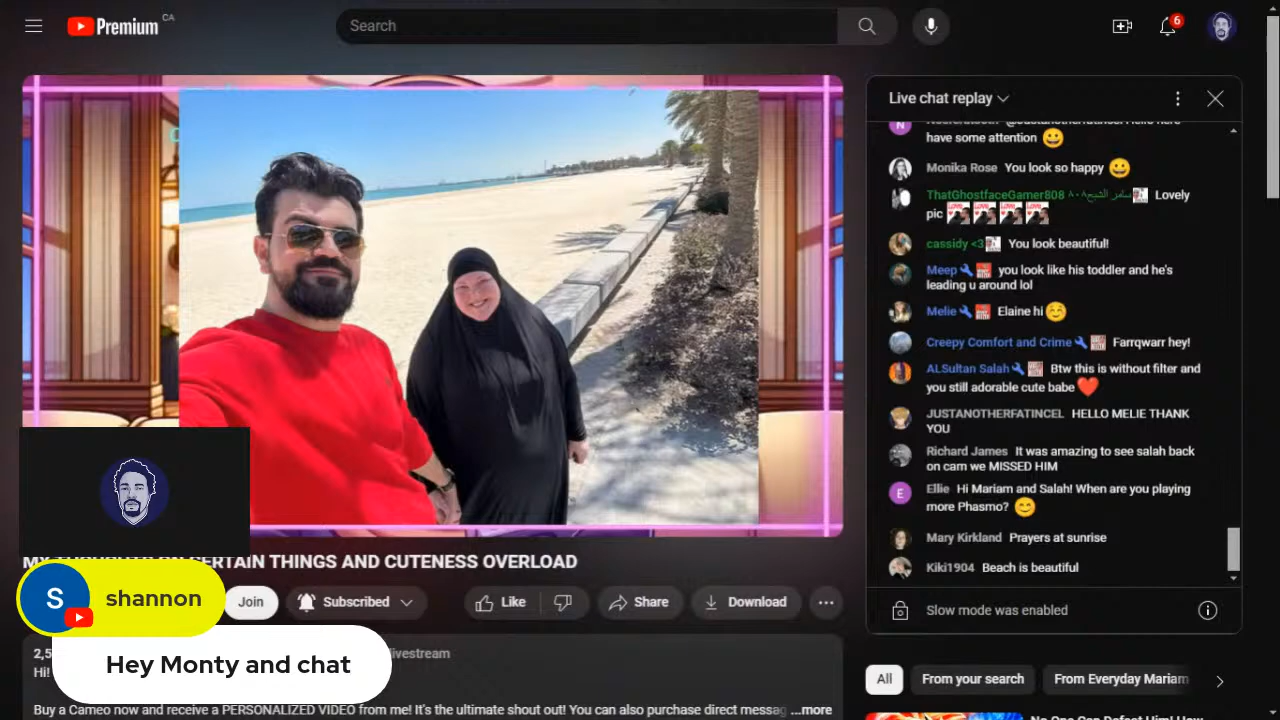 Premium CA
Search
6
Live chat replay
have some attention
Monika Rose You look so happy
ThatGhostfaceGamer808 Lovely
pic
cassidy <3 You look beautiful!
Meep you look like his toddler and he's
leading u around lol
Melie Elaine hi
Creepy Comfort and Crime Farrqwarr hey!
ALSultan Salah Btw this is without filter and
you still adorable cute babe
JUSTANOTHERFATINCEL HELLO MELIE THANK
YOU
Richard James It was amazing to see salah back
on cam we MISSED HIM
E
Ellie Hi Mariam and Salah! When are you playing
more Phasmo?
Mary Kirkland Prayers at sunrise
Kiki1904 Beach is beautiful
Slow mode was enabled
THINGS AND CUTENESS OVERLOAD
S
shannon
Join
Subscribed
Like
Share
Download
Hey Monty and chat
livestream
Hi!
Buy a Cameo now and receive a PERSONALIZED VIDEO from me! It's the ultimate shout out! You can also purchase direct ...more
All
From your search
From Everyday Mariam